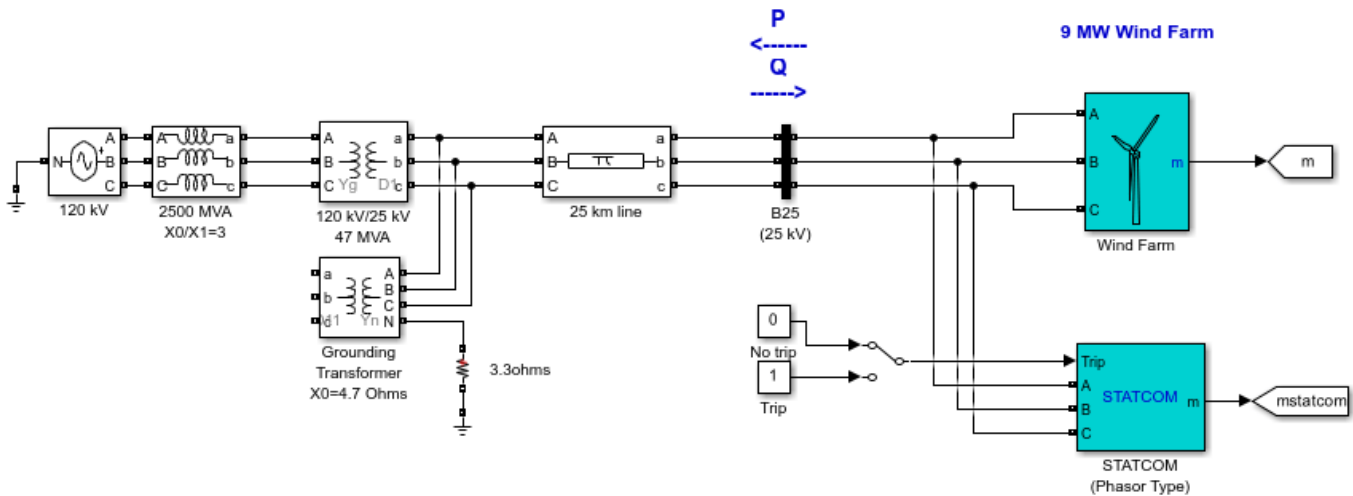 P
<------
Q
------>
9 MW Wind Farm
N A B C
120 kV
A B C a b c
2500 MVA
X0/X1=3
A B C a b c
Yg D1
120 kV/25 kV
47 MVA
a b c A B C N
Yn
Grounding
Transformer
X0=4.7 Ohms
3.3ohms
A B C a b c
25 km line
B25
(25 kV)
A B C m
Wind Farm
m
0
No trip
1
Trip
Trip
A
B
C
STATCOM
m
STATCOM
(Phasor Type)
mstatcom